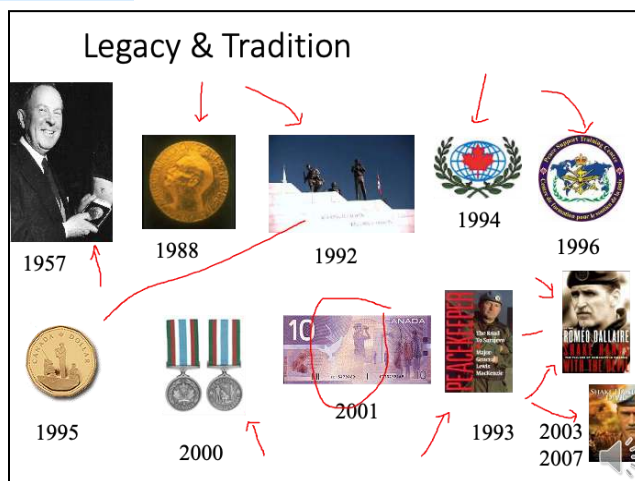 Legacy & Tradition
1957
1988
1992
1994
Peace Support Training Centre
1996
CANADA DOLLAR
1995
2000
10
CANADA
2001
PEACEKEEPER
The Road
To Sarajevo
Major
General
Lewis
MacKenzie
1993
ROMÉO DALLAIRE
SHAKE HANDS
WITH THE DEVIL
2003
2007